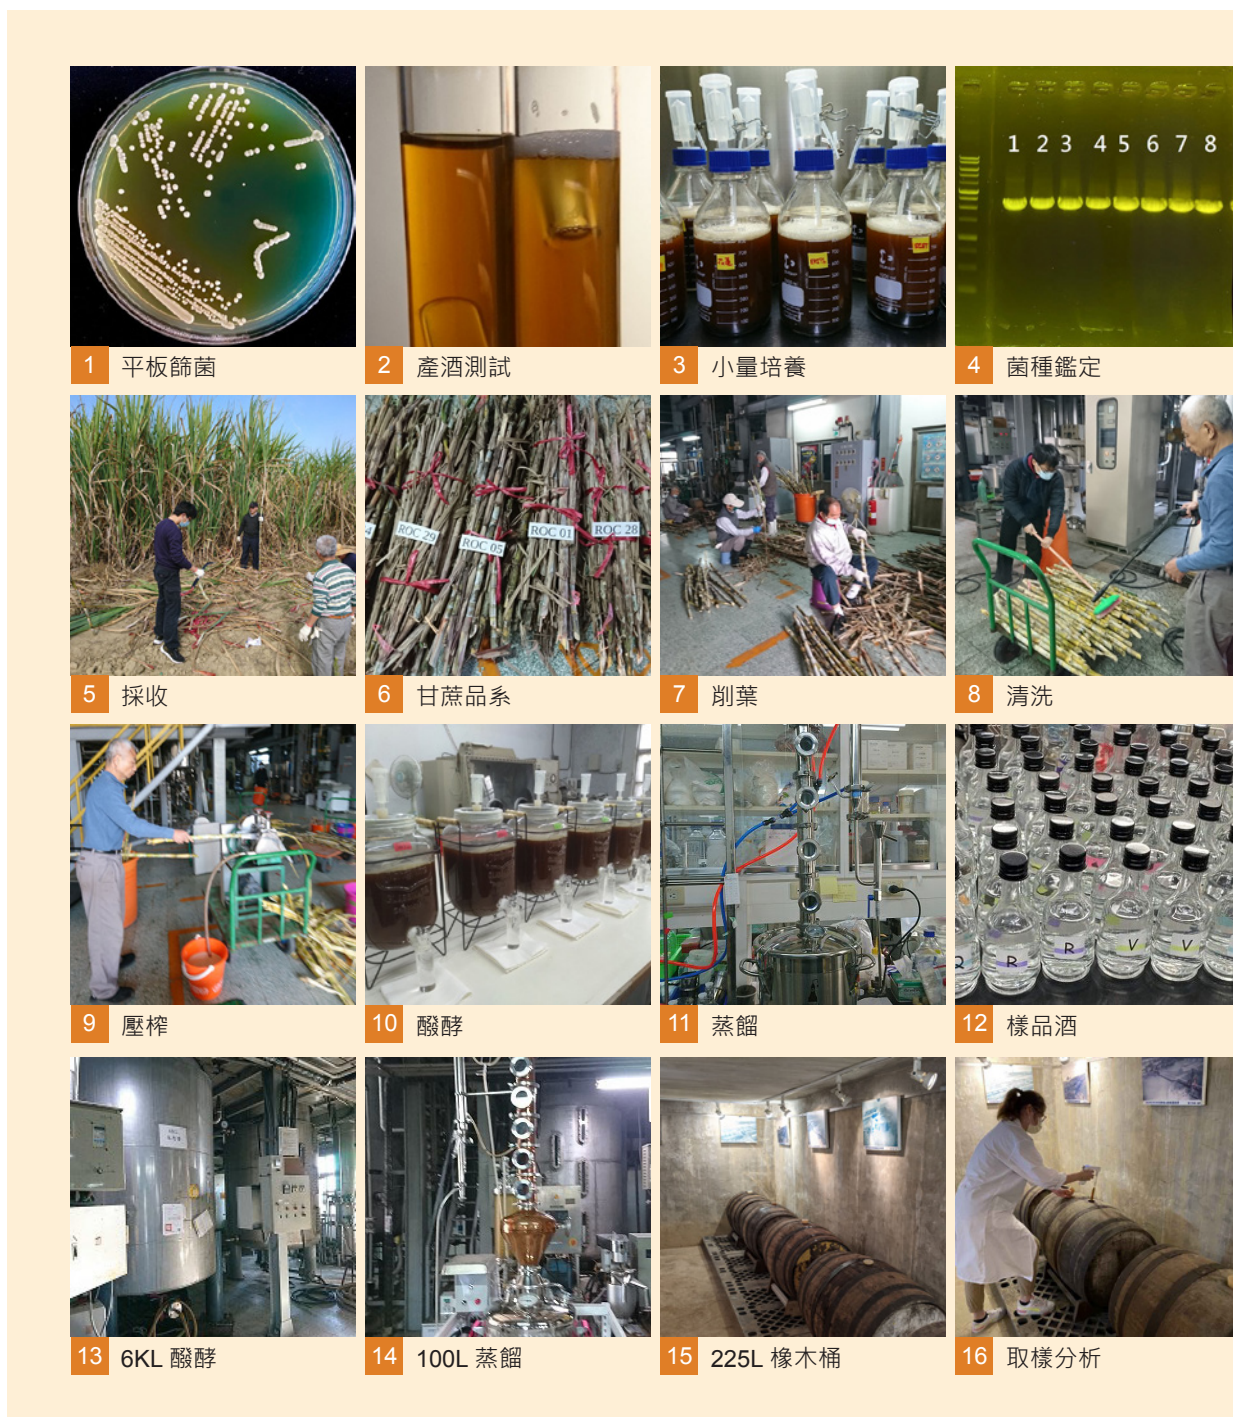 1 2 3 4 5 6 7 8
1 平板篩菌
2 產酒測試
3 小量培養
4 菌種鑑定
ROC 29
ROC 05
ROC 01
ROC 28
5 採收
6 甘蔗品系
7 削葉
8 清洗
R
R
V
V
9 壓榨
10 醱酵
11 蒸餾
12 樣品酒
13 6KL 醱酵
14 100L 蒸餾
15 225L 橡木桶
16 取樣分析